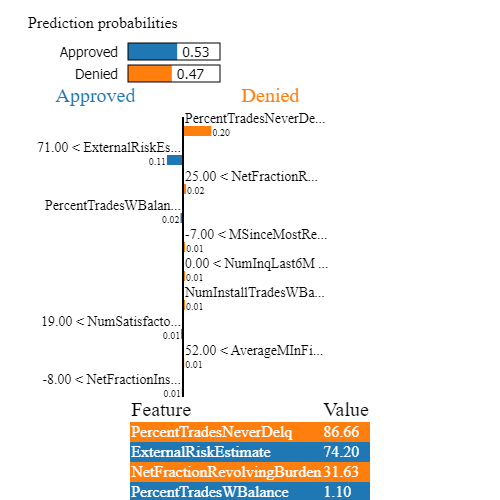 Prediction probabilities
Approved 0.53
Denied 0.47
Approved Denied
PercentTradesNeverDe...
0.20
71.00 < ExternalRiskEs...
0.11
25.00 < NetFractionR...
0.02
PercentTradesWBalan...
0.02
-7.00 < MSinceMostRe...
0.01
0.00 < NumInqLast6M ...
0.01
NumInstallTradesWBa...
0.01
19.00 < NumSatisfacto...
0.01
52.00 < AverageMInFi...
0.01
-8.00 < NetFractionIns...
0.01
Feature Value
PercentTradesNeverDelq 86.66
ExternalRiskEstimate 74.20
NetFractionRevolvingBurden 31.63
PercentTradesWBalance 1.10